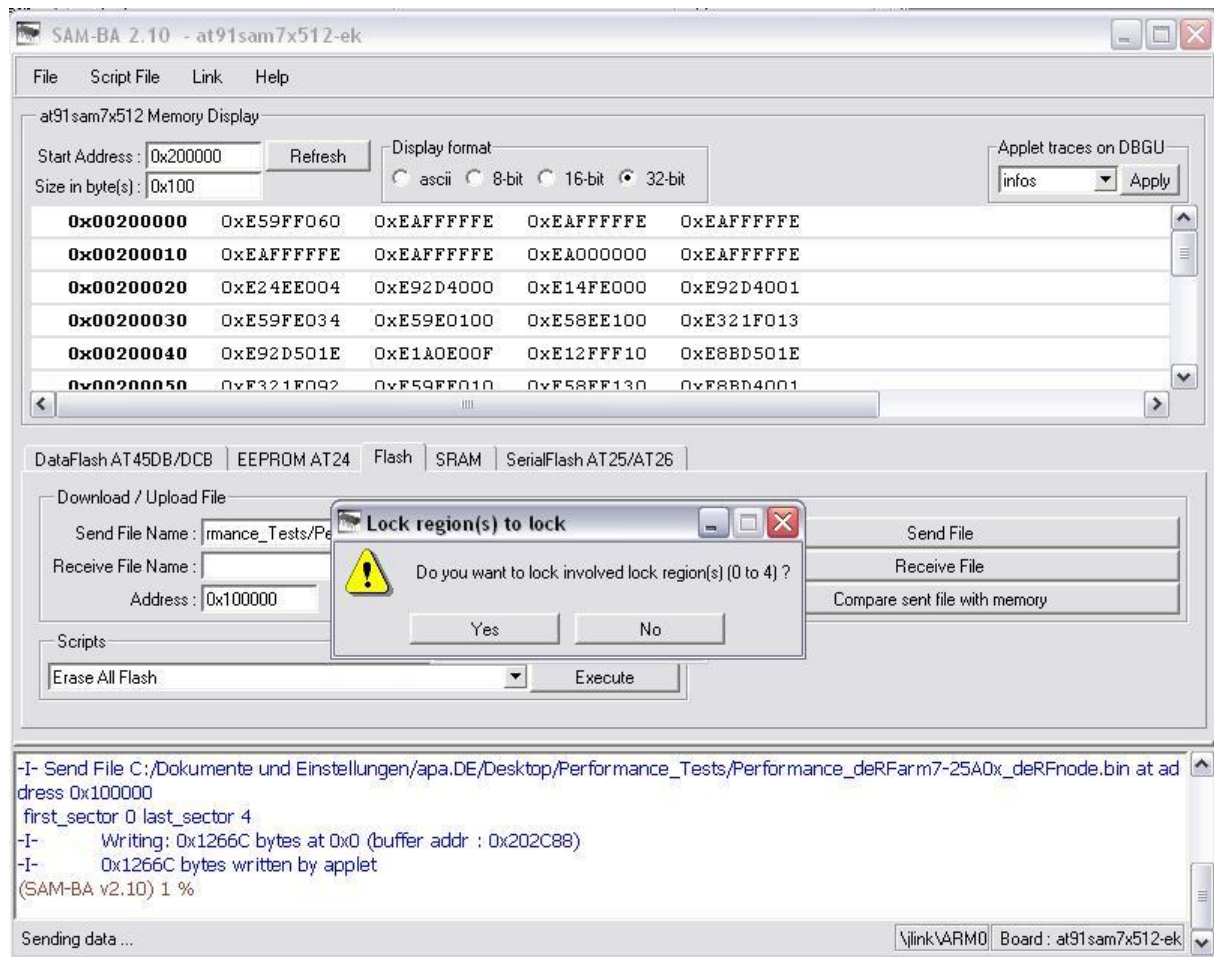 SAM-BA 2.10 - at91sam7x512-ek
File Script File Link Help
at91sam7x512 Memory Display
Start Address : 0x200000 Refresh
Size in byte(s) : 0x100
Display format
ascii 8-bit 16-bit 32-bit
Applet traces on DBGU
infos Apply
0x00200000 0xE59FF060 0xEAFFFFFE 0xEAFFFFFE 0xEAFFFFFE
0x00200010 0xEAFFFFFE 0xEAFFFFFE 0xEA000000 0xEAFFFFFE
0x00200020 0xE24EE004 0xE92D4000 0xE14FE000 0xE92D4001
0x00200030 0xE59FE034 0xE59E0100 0xE58EE100 0xE321F013
0x00200040 0xE92D501E 0xE1A0E00F 0xE12FFF10 0xE8BD501E
0x00200050 0xE321F092 0xE59FE010 0xE58EE130 0xE8BD4001
DataFlash AT45DB/DCB EEPROM AT24 Flash SRAM SerialFlash AT25/AT26
Download / Upload File
Send File Name : rmance_Tests/Pe Send File
Receive File Name : Receive File
Address : 0x100000 Compare sent file with memory
Lock region(s) to lock
Do you want to lock involved lock region(s) (0 to 4) ?
Yes No
Scripts
Erase All Flash Execute
-I- Send File C:/Dokumente und Einstellungen/apa.DE/Desktop/Performance_Tests/Performance_deRFarm7-25A0x_deRFnode.bin at ad
dress 0x100000
first_sector 0 last_sector 4
-I- Writing: 0x1266C bytes at 0x0 (buffer addr : 0x202C88)
-I- 0x1266C bytes written by applet
(SAM-BA v2.10) 1 %
Sending data ... \jlink\ARM0 Board : at91sam7x512-ek